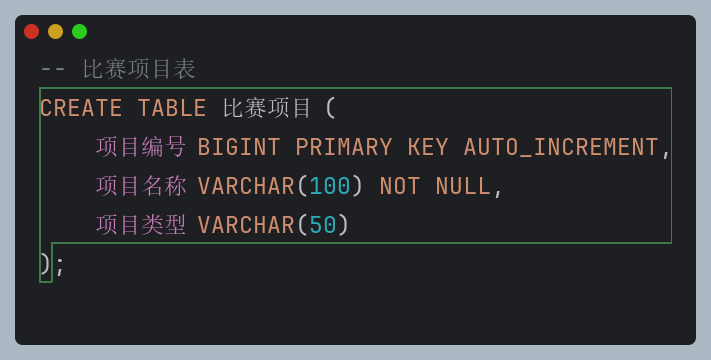 -- 比赛项目表
CREATE TABLE 比赛项目 (
    项目编号 BIGINT PRIMARY KEY AUTO_INCREMENT,
    项目名称 VARCHAR(100) NOT NULL,
    项目类型 VARCHAR(50)
);